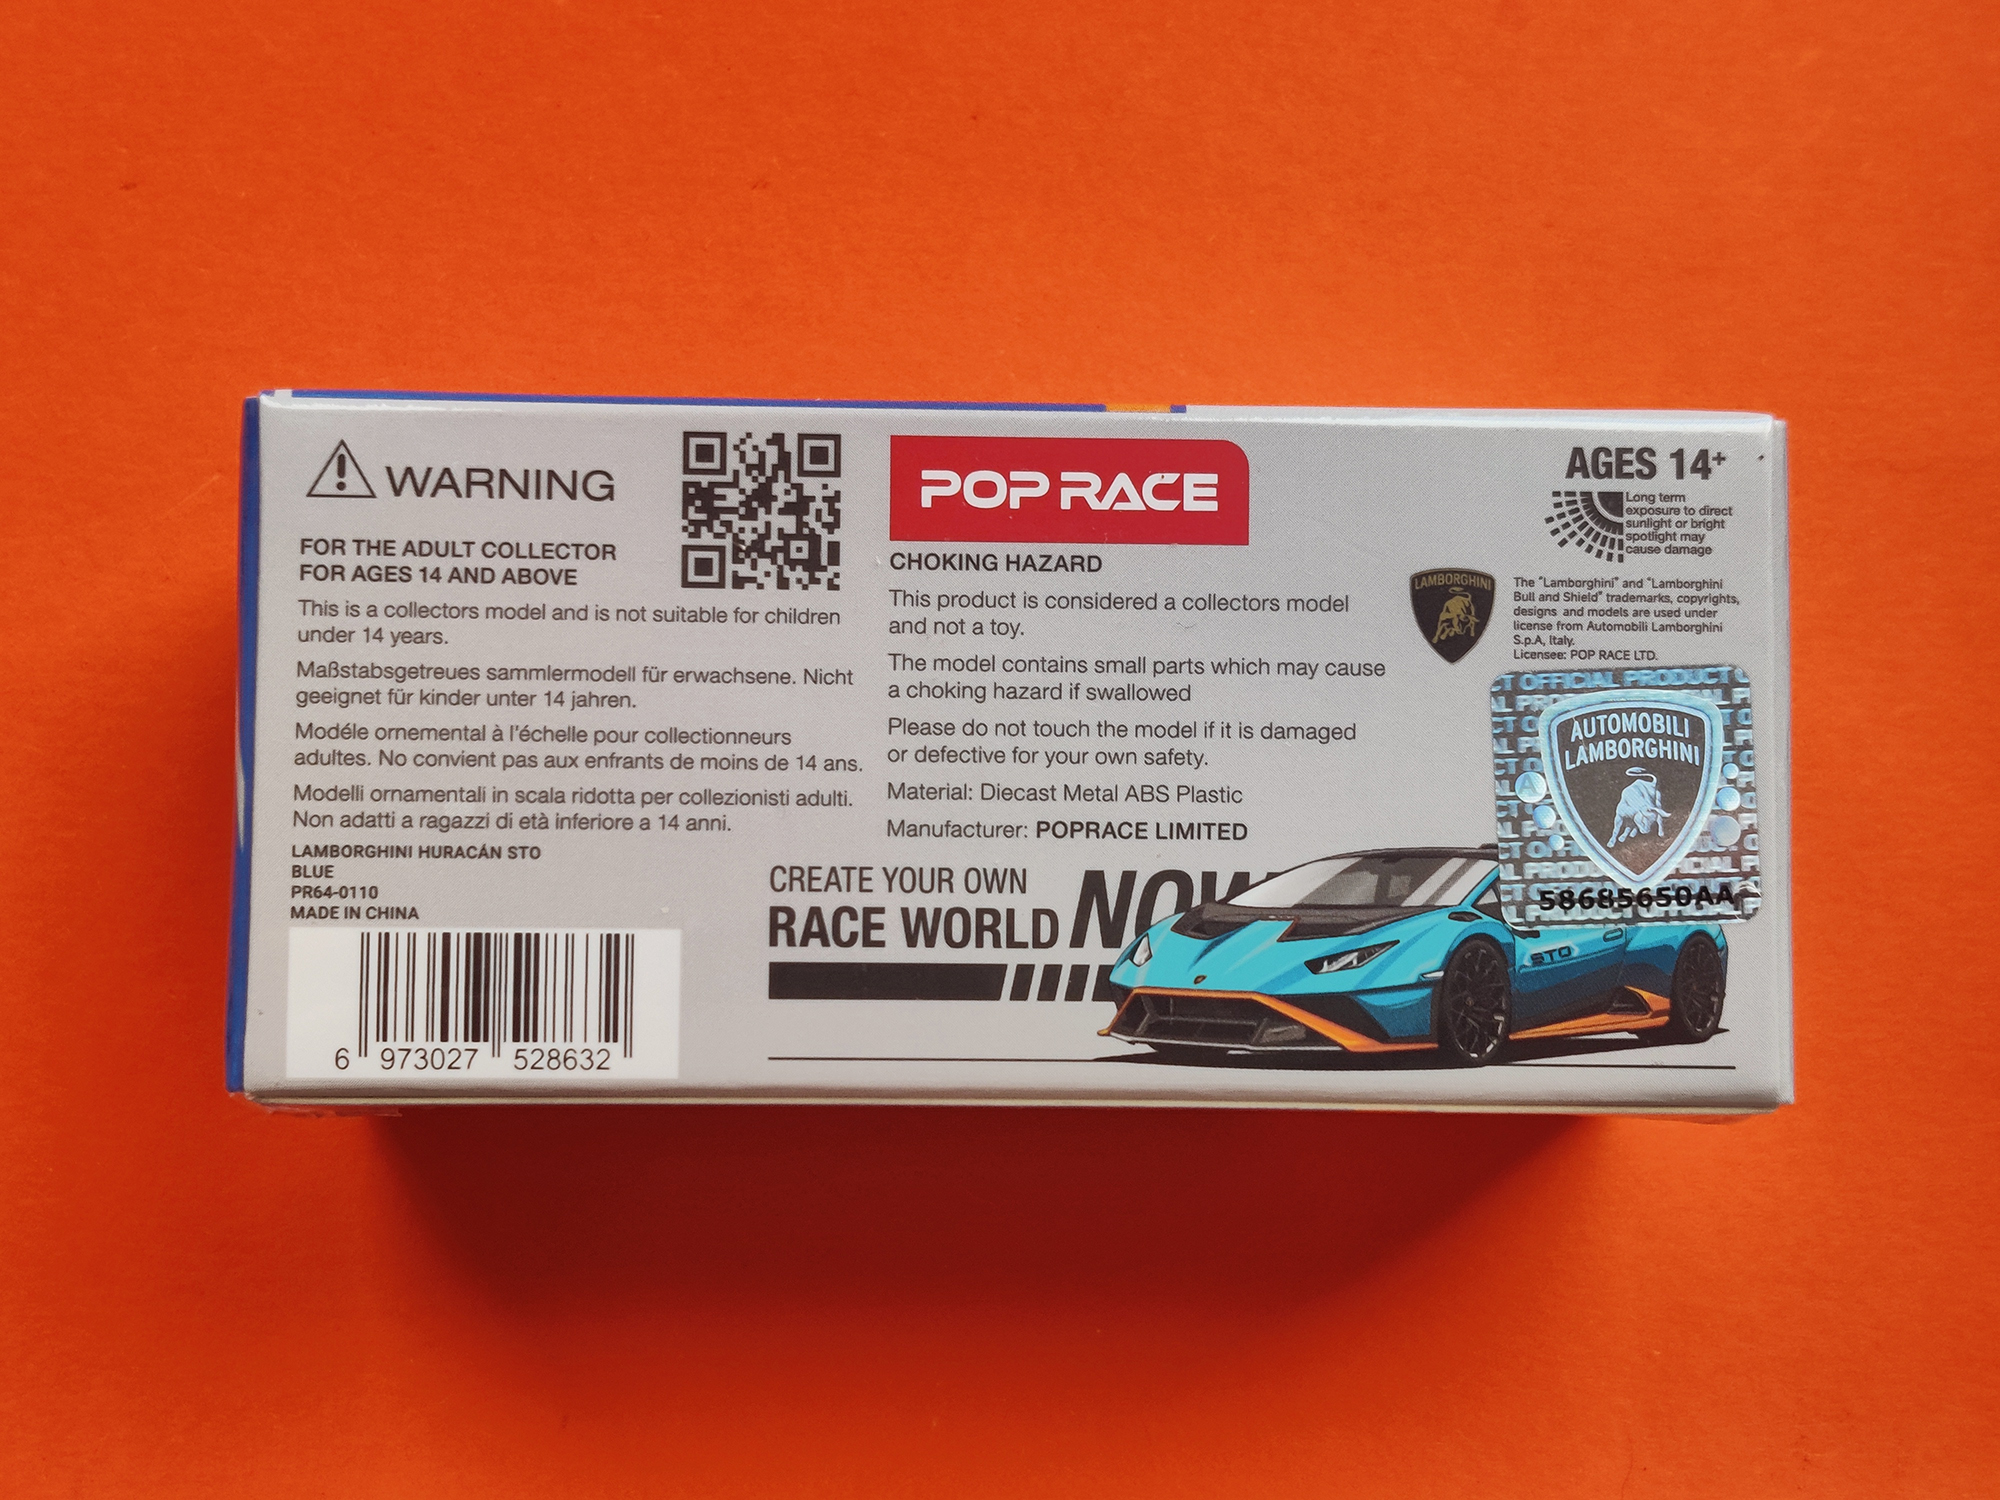 WARNING
FOR THE ADULT COLLECTOR
FOR AGES 14 AND ABOVE
This is a collectors model and is not suitable for children
under 14 years.
Maßstabsgetreues sammlermodell für erwachsene. Nicht
geeignet für kinder unter 14 jahren.
Modéle ornemental à l'échelle pour collectionneurs
adultes. No convient pas aux enfrants de moins de 14 ans.
Modelli ornamentali in scala ridotta per collezionisti adulti.
Non adatti a ragazzi di età inferiore a 14 anni.
LAMBORGHINI HURACÁN STO
BLUE
PR64-0110
MADE IN CHINA
6 973027 528632
POP RACE
CHOKING HAZARD
This product is considered a collectors model
and not a toy.
The model contains small parts which may cause
a choking hazard if swallowed
Please do not touch the model if it is damaged
or defective for your own safety.
Material: Diecast Metal ABS Plastic
Manufacturer: POPRACE LIMITED
CREATE YOUR OWN
RACE WORLD NOW
STO
AGES 14+
Long term
exposure to direct
sunlight or bright
spotlight may
cause damage
LAMBORGHINI
The "Lamborghini" and "Lamborghini
Bull and Shield" trademarks, copyrights,
designs and models are used under
license from Automobili Lamborghini
S.p.A, Italy.
Licensee: POP RACE LTD.
OFFICIAL PRODUCT
AUTOMOBILI
LAMBORGHINI
58685650AA